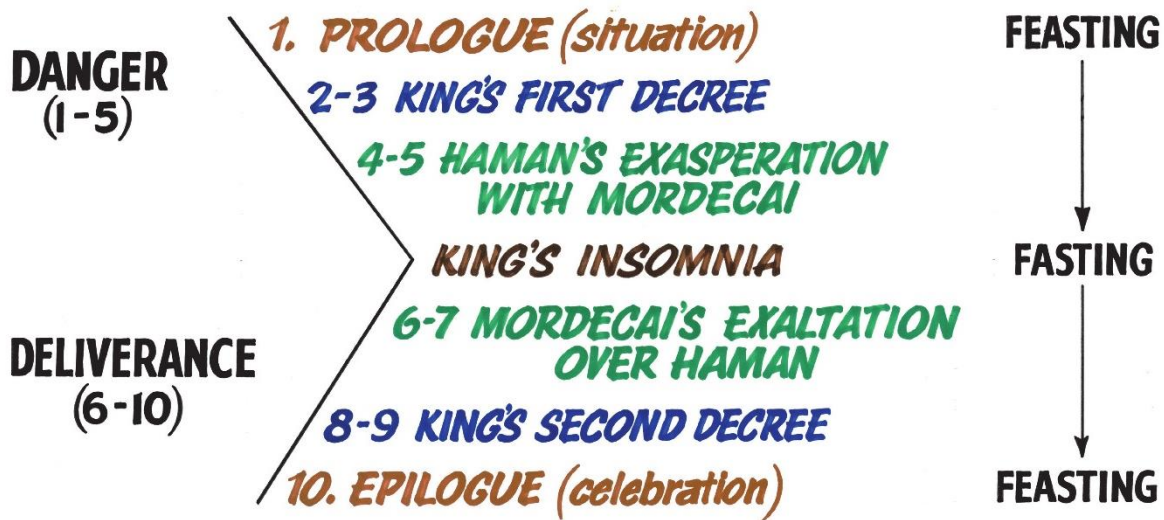 1. PROLOGUE (situation)
FEASTING
DANGER
(1-5)
2-3 KING'S FIRST DECREE
4-5 HAMAN'S EXASPERATION
WITH MORDECAI
KING'S INSOMNIA
FASTING
6-7 MORDECAI'S EXALTATION
OVER HAMAN
DELIVERANCE
(6-10)
8-9 KING'S SECOND DECREE
10. EPILOGUE (celebration)
FEASTING